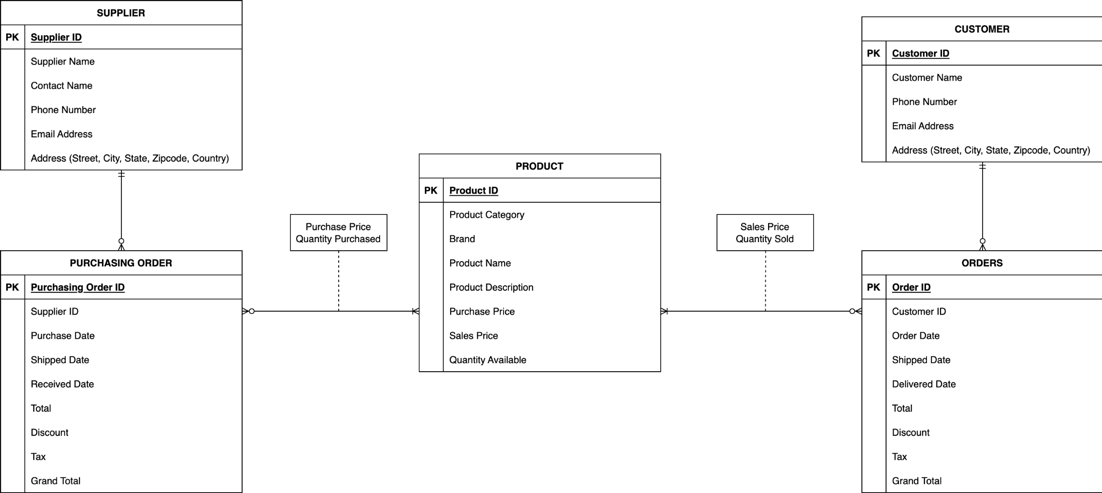 SUPPLIER
PK Supplier ID
Supplier Name
Contact Name
Phone Number
Email Address
Address (Street, City, State, Zipcode, Country)
CUSTOMER
PK Customer ID
Customer Name
Phone Number
Email Address
Address (Street, City, State, Zipcode, Country)
PRODUCT
PK Product ID
Product Category
Brand
Product Name
Product Description
Purchase Price
Sales Price
Quantity Available
Purchase Price
Quantity Purchased
Sales Price
Quantity Sold
PURCHASING ORDER
PK Purchasing Order ID
Supplier ID
Purchase Date
Shipped Date
Received Date
Total
Discount
Tax
Grand Total
ORDERS
PK Order ID
Customer ID
Order Date
Shipped Date
Delivered Date
Total
Discount
Tax
Grand Total